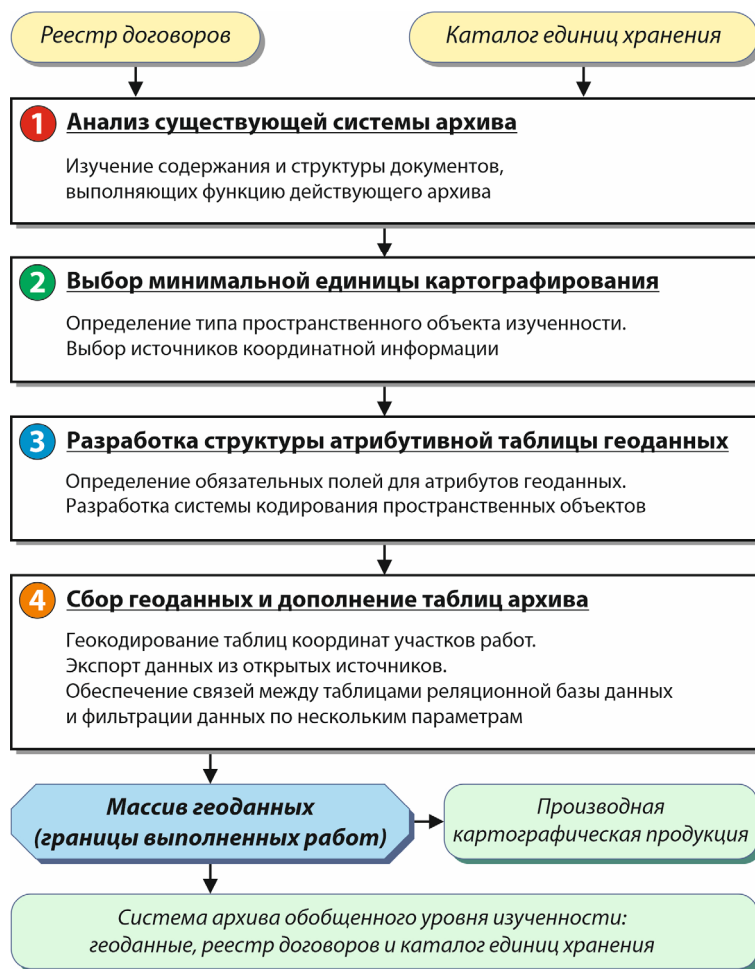 Реестр договоров
Каталог единиц хранения
1 Анализ существующей системы архива
Изучение содержания и структуры документов,
выполняющих функцию действующего архива
2 Выбор минимальной единицы картографирования
Определение типа пространственного объекта изученности.
Выбор источников координатной информации
3 Разработка структуры атрибутивной таблицы геоданных
Определение обязательных полей для атрибутов геоданных.
Разработка системы кодирования пространственных объектов
4 Сбор геоданных и дополнение таблиц архива
Геокодирование таблиц координат участков работ.
Экспорт данных из открытых источников.
Обеспечение связей между таблицами реляционной базы данных
и фильтрации данных по нескольким параметрам
Массив геоданных
(границы выполненных работ)
Производная
картографическая продукция
Система архива обобщенного уровня изученности:
геоданные, реестр договоров и каталог единиц хранения